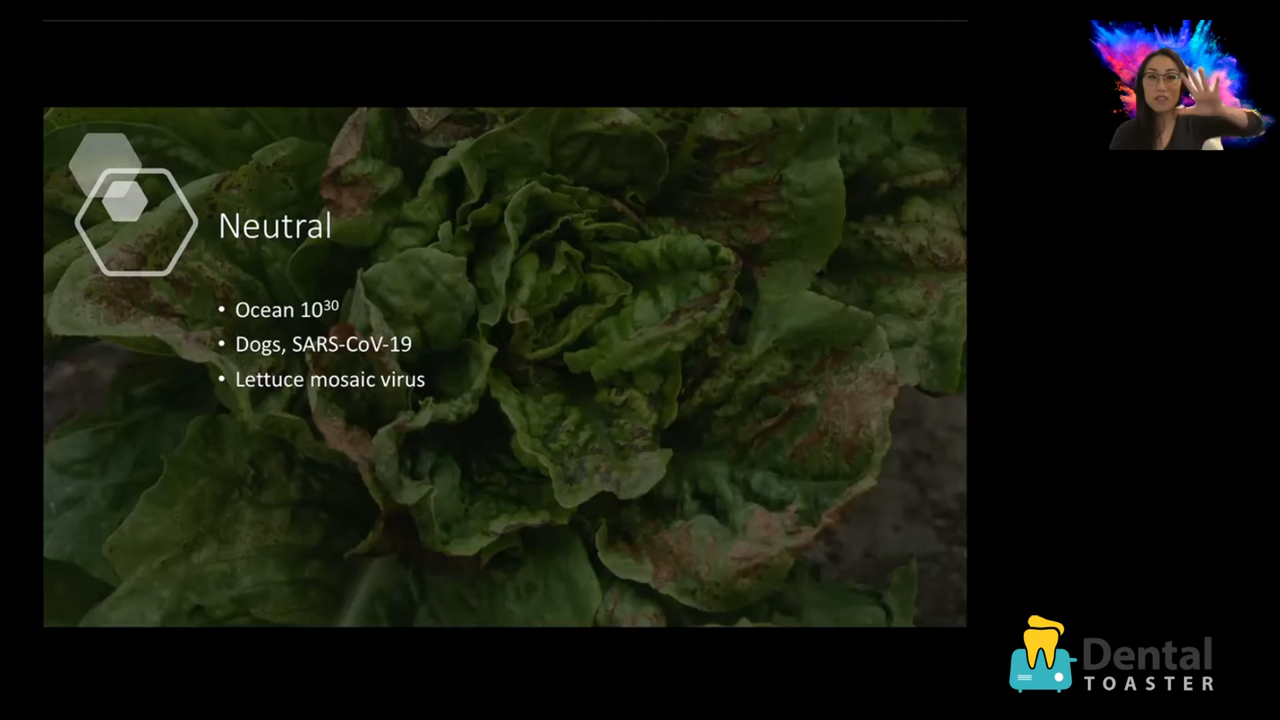 Neutral
• Ocean 10³⁰
• Dogs, SARS-CoV-19
• Lettuce mosaic virus
Dental
TOASTER